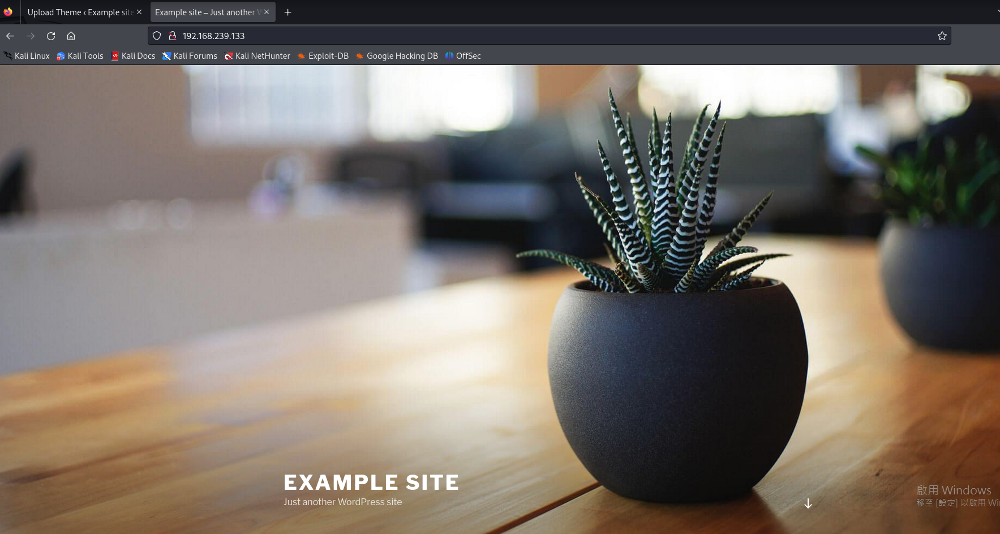 Upload Theme ‹ Example site
Example site – Just another W
192.168.239.133
Kali Linux
Kali Tools
Kali Docs
Kali Forums
Kali NetHunter
Exploit-DB
Google Hacking DB
OffSec
EXAMPLE SITE
Just another WordPress site
啟用 Windows
移至 [設定] 以啟用 Wi